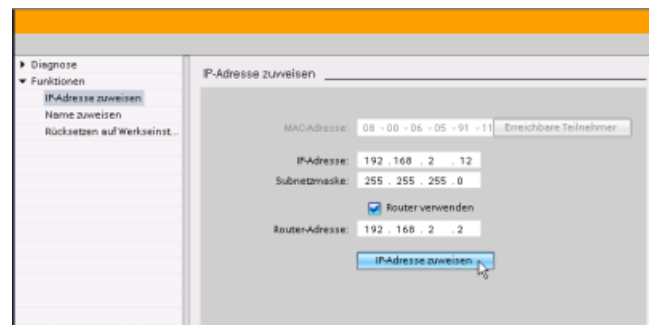 Diagnose
Funktionen
IP-Adresse zuweisen
Name zuweisen
Rücksetzen auf Werkseinst...
IP-Adresse zuweisen
MAC-Adresse: 08 -00 -06 -05 -91 -11 Erreichbare Teilnehmer
IP-Adresse: 192 . 168 . 2 . 12
Subnetzmaske: 255 . 255 . 255 . 0
Router verwenden
Router-Adresse: 192 . 168 . 2 . 2
IP-Adresse zuweisen